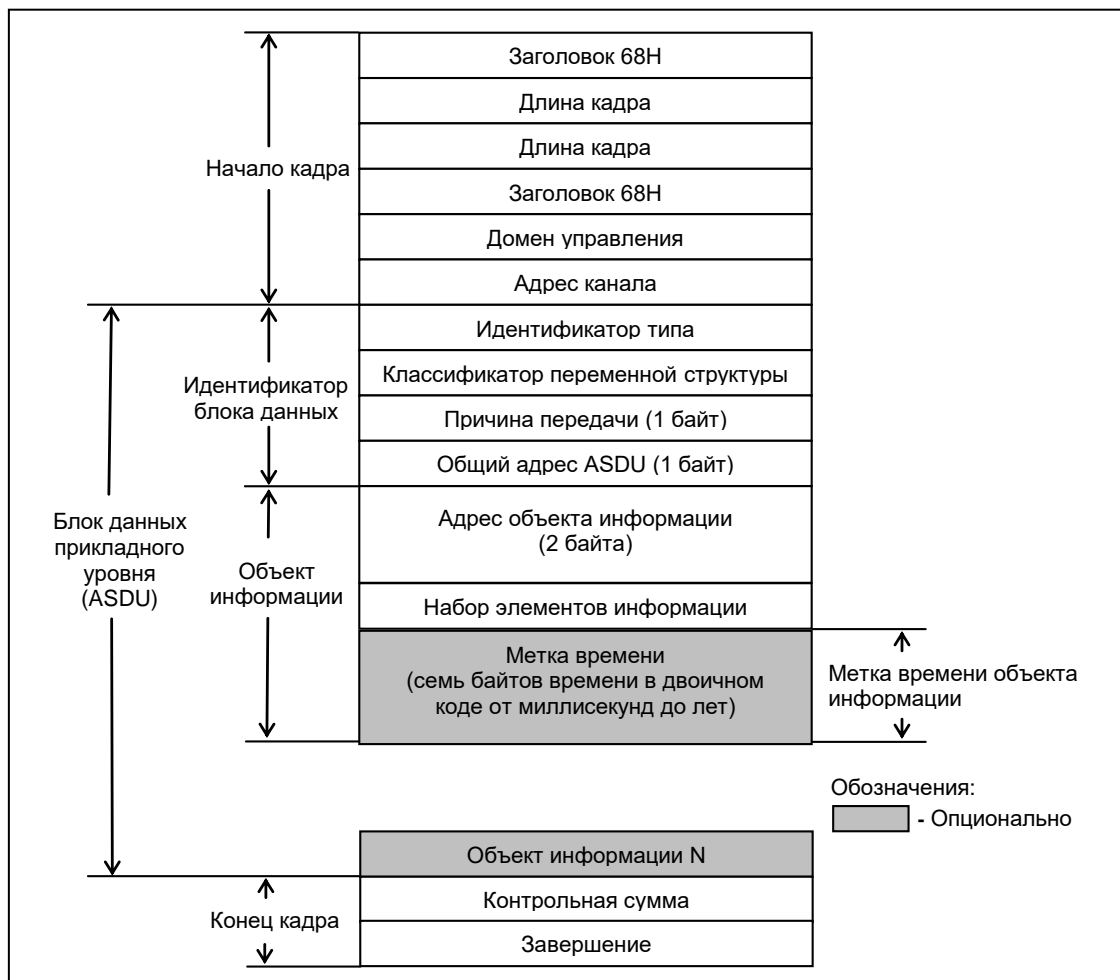 Заголовок 68H
Длина кадра
Длина кадра
Начало кадра
Заголовок 68H
Домен управления
Адрес канала
Идентификатор типа
Идентификатор
блока данных
Классификатор переменной структуры
Причина передачи (1 байт)
Общий адрес ASDU (1 байт)
Блок данных
прикладного
уровня
(ASDU)
Объект
информации
Адрес объекта информации
(2 байта)
Набор элементов информации
Метка времени
(семь байтов времени в двоичном
коде от миллисекунд до лет)
Метка времени объекта
информации
Обозначения:
- Опционально
Объект информации N
Конец кадра
Контрольная сумма
Завершение